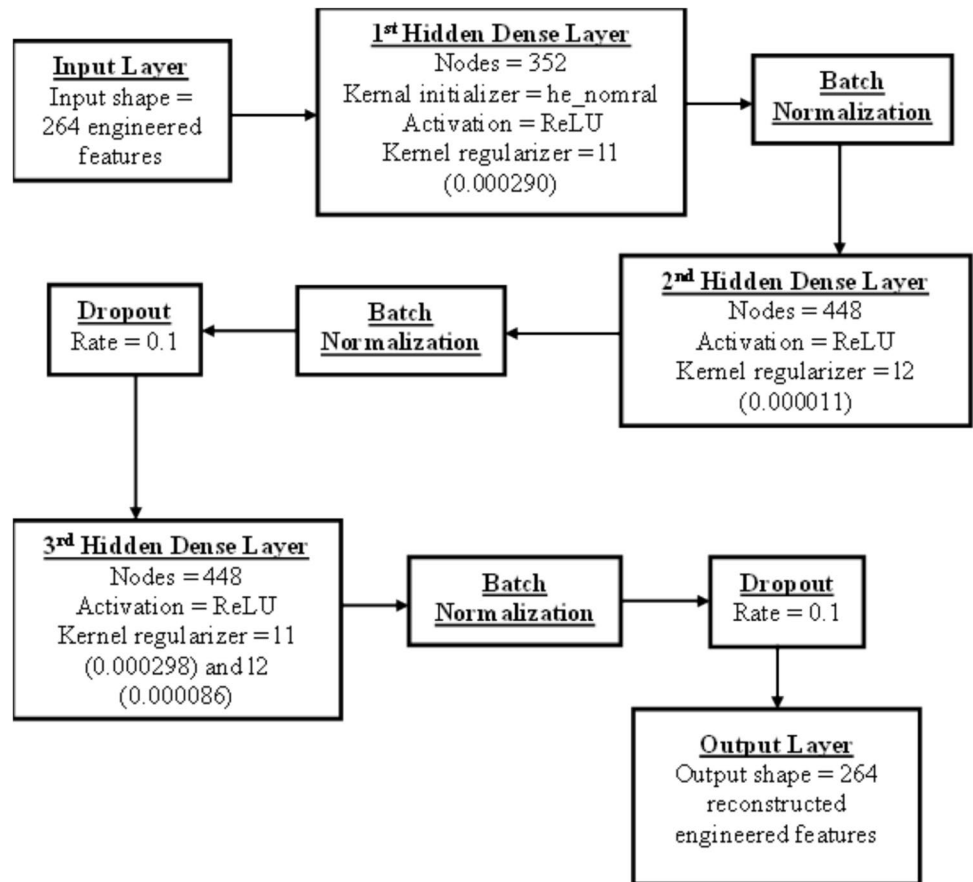 Input Layer
Input shape =
264 engineered
features
1st Hidden Dense Layer
Nodes = 352
Kernal initializer = he_nomral
Activation = ReLU
Kernel regularizer = l1
(0.000290)
Batch
Normalization
2nd Hidden Dense Layer
Nodes = 448
Activation = ReLU
Kernel regularizer = l2
(0.000011)
Batch
Normalization
Dropout
Rate = 0.1
3rd Hidden Dense Layer
Nodes = 448
Activation = ReLU
Kernel regularizer = l1
(0.000298) and l2
(0.000086)
Batch
Normalization
Dropout
Rate = 0.1
Output Layer
Output shape = 264
reconstructed
engineered features